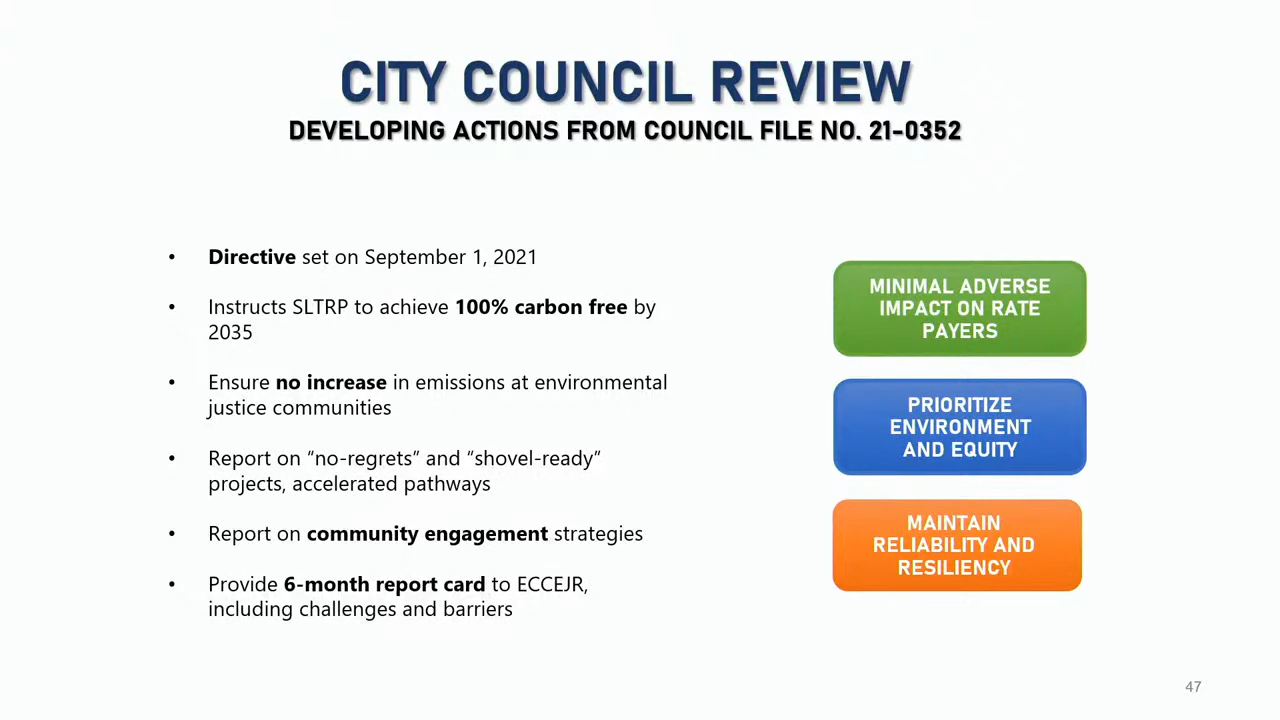 CITY COUNCIL REVIEW
DEVELOPING ACTIONS FROM COUNCIL FILE NO. 21-0352
• Directive set on September 1, 2021
• Instructs SLTRP to achieve 100% carbon free by
2035
• Ensure no increase in emissions at environmental
justice communities
• Report on “no-regrets” and “shovel-ready”
projects, accelerated pathways
• Report on community engagement strategies
• Provide 6-month report card to ECCEJR,
including challenges and barriers
MINIMAL ADVERSE
IMPACT ON RATE
PAYERS
PRIORITIZE
ENVIRONMENT
AND EQUITY
MAINTAIN
RELIABILITY AND
RESILIENCY
47